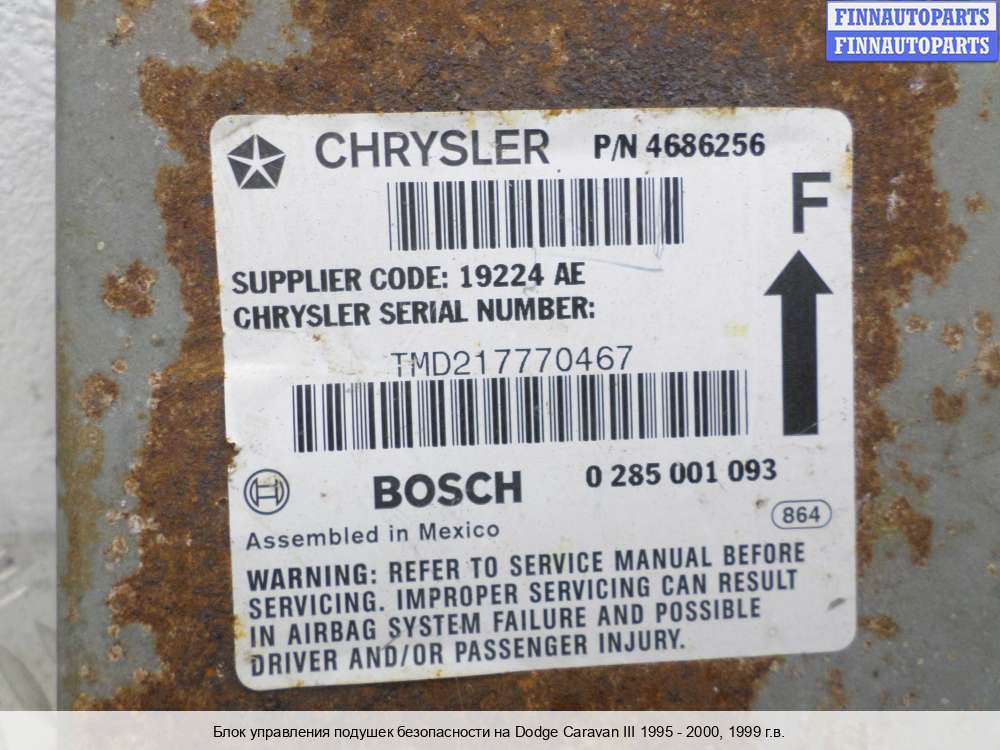 FINNAUTOPARTS
FINNAUTOPARTS
CHRYSLER P/N 4686256
F
SUPPLIER CODE: 19224 AE
CHRYSLER SERIAL NUMBER:
TMD217770467
BOSCH 0 285 001 093
Assembled in Mexico 864
WARNING: REFER TO SERVICE MANUAL BEFORE
SERVICING. IMPROPER SERVICING CAN RESULT
IN AIRBAG SYSTEM FAILURE AND POSSIBLE
DRIVER AND/OR PASSENGER INJURY.
Блок управления подушек безопасности на Dodge Caravan III 1995 - 2000, 1999 г.в.